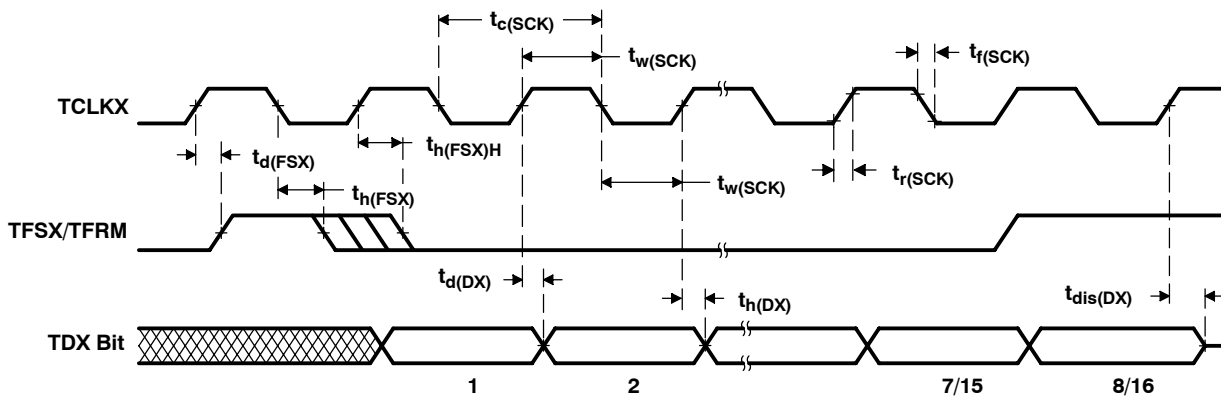 tc(SCK)
tw(SCK)
tf(SCK)
TCLKX
td(FSX)
th(FSX)H
th(FSX)
tw(SCK)
tr(SCK)
TFSX/TFRM
td(DX)
th(DX)
tdis(DX)
TDX Bit
1 2 7/15 8/16